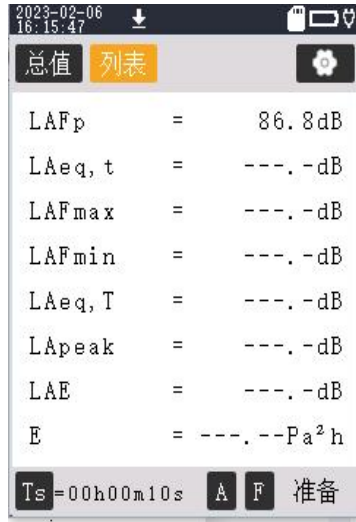 2023-02-06
16:15:47
总值 列表
LAFp = 86.8dB
LAeq,t = ---.-dB
LAFmax = ---.-dB
LAFmin = ---.-dB
LAeq,T = ---.-dB
LApeak = ---.-dB
LAE = ---.-dB
E = ---.--Pa²h
Ts=00h00m10s A F 准备